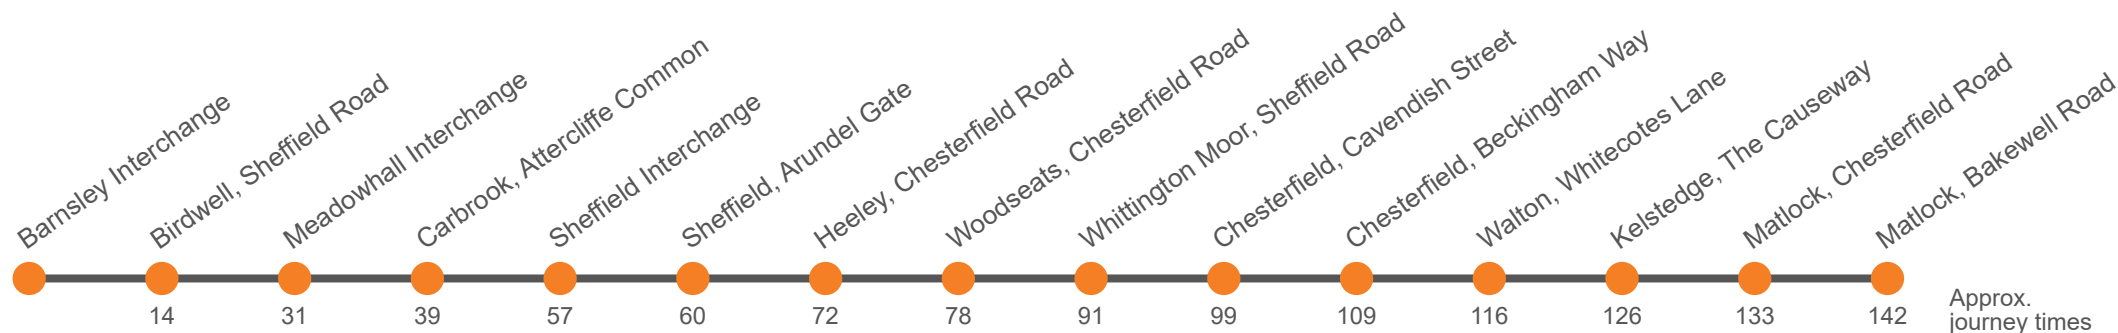 Barnsley Interchange
Birdwell, Sheffield Road
Meadowhall Interchange
Carbrook, Attercliffe Common
Sheffield Interchange
Sheffield, Arundel Gate
Heeley, Chesterfield Road
Woodseats, Chesterfield Road
Whittington Moor, Sheffield Road
Chesterfield, Cavendish Street
Chesterfield, Beckingham Way
Walton, Whitecotes Lane
Kelstedge, The Causeway
Matlock, Chesterfield Road
Matlock, Bakewell Road
14 31 39 57 60 72 78 91 99 109 116 126 133 142
Approx.
journey times